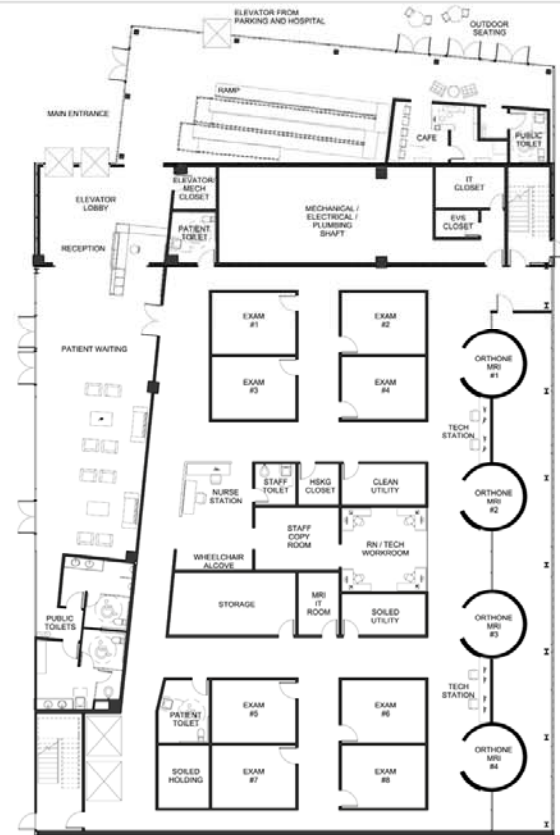 ELEVATOR FROM
PARKING AND HOSPITAL
OUTDOOR
SEATING
RAMP
MAIN ENTRANCE
CAFE
PUBLIC
TOILET
ELEVATOR/
MECH
CLOSET
IT
CLOSET
ELEVATOR
LOBBY
MECHANICAL /
ELECTRICAL /
PLUMBING
SHAFT
EVS
CLOSET
PATIENT
TOILET
RECEPTION
EXAM
#1
EXAM
#2
PATIENT WAITING
ORTHONE
MRI
#1
EXAM
#3
EXAM
#4
TECH
STATION
STAFF
TOILET
HSKG
CLOSET
CLEAN
UTILITY
NURSE
STATION
ORTHONE
MRI
#2
STAFF
COPY
ROOM
RN / TECH
WORKROOM
WHEELCHAIR
ALCOVE
STORAGE
MRI
IT
ROOM
SOILED
UTILITY
PUBLIC
TOILETS
ORTHONE
MRI
#3
TECH
STATION
PATIENT
TOILET
EXAM
#5
EXAM
#6
ORTHONE
MRI
#4
SOILED
HOLDING
EXAM
#7
EXAM
#8